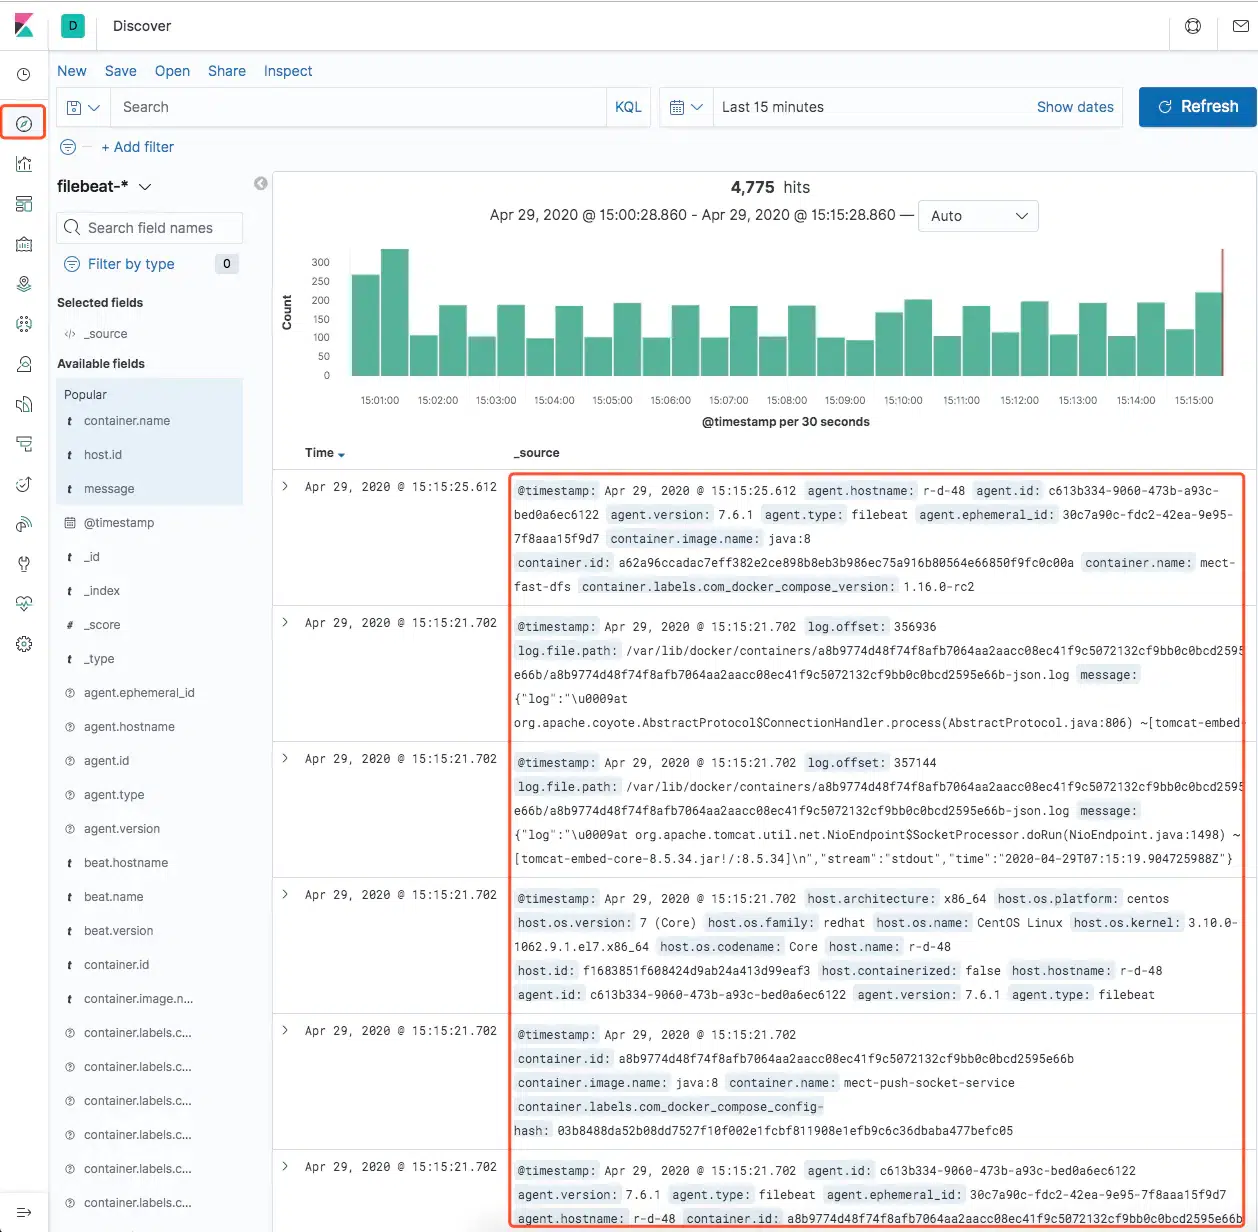 D Discover
New Save Open Share Inspect
Search KQL Last 15 minutes Show dates Refresh
+ Add filter
filebeat-*
Search field names
Filter by type 0
Selected fields
</> _source
Available fields
Popular
t container.name
t host.id
t message
@timestamp
t _id
t _index
# _score
t _type
agent.ephemeral_id
agent.hostname
agent.id
agent.type
agent.version
t beat.hostname
t beat.name
t beat.version
t container.id
t container.image.n...
container.labels.c...
container.labels.c...
container.labels.c...
container.labels.c...
container.labels.c...
container.labels.c...
4,775 hits
Apr 29, 2020 @ 15:00:28.860 - Apr 29, 2020 @ 15:15:28.860 — Auto
Count
300
250
200
150
100
50
0
15:01:00 15:02:00 15:03:00 15:04:00 15:05:00 15:06:00 15:07:00 15:08:00 15:09:00 15:10:00 15:11:00 15:12:00 15:13:00 15:14:00 15:15:00
@timestamp per 30 seconds
Time _source
Apr 29, 2020 @ 15:15:25.612
@timestamp: Apr 29, 2020 @ 15:15:25.612 agent.hostname: r-d-48 agent.id: c613b334-9060-473b-a93c-
bed0a6ec6122 agent.version: 7.6.1 agent.type: filebeat agent.ephemeral_id: 30c7a90c-fdc2-42ea-9e95-
7f8aaa15f9d7 container.image.name: java:8
container.id: a62a96ccadac7eff382e2ce898b8eb3b986ec75a916b80564e66850f9fc0c00a container.name: mect-
fast-dfs container.labels.com_docker_compose_version: 1.16.0-rc2
Apr 29, 2020 @ 15:15:21.702
@timestamp: Apr 29, 2020 @ 15:15:21.702 log.offset: 356936
log.file.path: /var/lib/docker/containers/a8b9774d48f74f8afb7064aa2aacc08ec41f9c5072132cf9bb0c0bcd2595
e66b/a8b9774d48f74f8afb7064aa2aacc08ec41f9c5072132cf9bb0c0bcd2595e66b-json.log message:
{"log":"\u0009at
org.apache.coyote.AbstractProtocol$ConnectionHandler.process(AbstractProtocol.java:806) ~[tomcat-embed-
Apr 29, 2020 @ 15:15:21.702
@timestamp: Apr 29, 2020 @ 15:15:21.702 log.offset: 357144
log.file.path: /var/lib/docker/containers/a8b9774d48f74f8afb7064aa2aacc08ec41f9c5072132cf9bb0c0bcd2595
e66b/a8b9774d48f74f8afb7064aa2aacc08ec41f9c5072132cf9bb0c0bcd2595e66b-json.log message:
{"log":"\u0009at org.apache.tomcat.util.net.NioEndpoint$SocketProcessor.doRun(NioEndpoint.java:1498) ~
[tomcat-embed-core-8.5.34.jar!/:8.5.34]\n","stream":"stdout","time":"2020-04-29T07:15:19.904725988Z"}
Apr 29, 2020 @ 15:15:21.702
@timestamp: Apr 29, 2020 @ 15:15:21.702 host.architecture: x86_64 host.os.platform: centos
host.os.version: 7 (Core) host.os.family: redhat host.os.name: CentOS Linux host.os.kernel: 3.10.0-
1062.9.1.el7.x86_64 host.os.codename: Core host.name: r-d-48
host.id: f1683851f608424d9ab24a413d99eaf3 host.containerized: false host.hostname: r-d-48
agent.id: c613b334-9060-473b-a93c-bed0a6ec6122 agent.version: 7.6.1 agent.type: filebeat
Apr 29, 2020 @ 15:15:21.702
@timestamp: Apr 29, 2020 @ 15:15:21.702
container.id: a8b9774d48f74f8afb7064aa2aacc08ec41f9c5072132cf9bb0c0bcd2595e66b
container.image.name: java:8 container.name: mect-push-socket-service
container.labels.com_docker_compose_config-
hash: 03b8488da52b08dd7527f10f002e1fcbf811908e1efb9c6c36dbaba477befc05
Apr 29, 2020 @ 15:15:21.702
@timestamp: Apr 29, 2020 @ 15:15:21.702 agent.id: c613b334-9060-473b-a93c-bed0a6ec6122
agent.version: 7.6.1 agent.type: filebeat agent.ephemeral_id: 30c7a90c-fdc2-42ea-9e95-7f8aaa15f9d7
agent.hostname: r-d-48 container.id: a8b9774d48f74f8afb7064aa2aacc08ec41f9c5072132cf9bb0c0bcd2595e66b